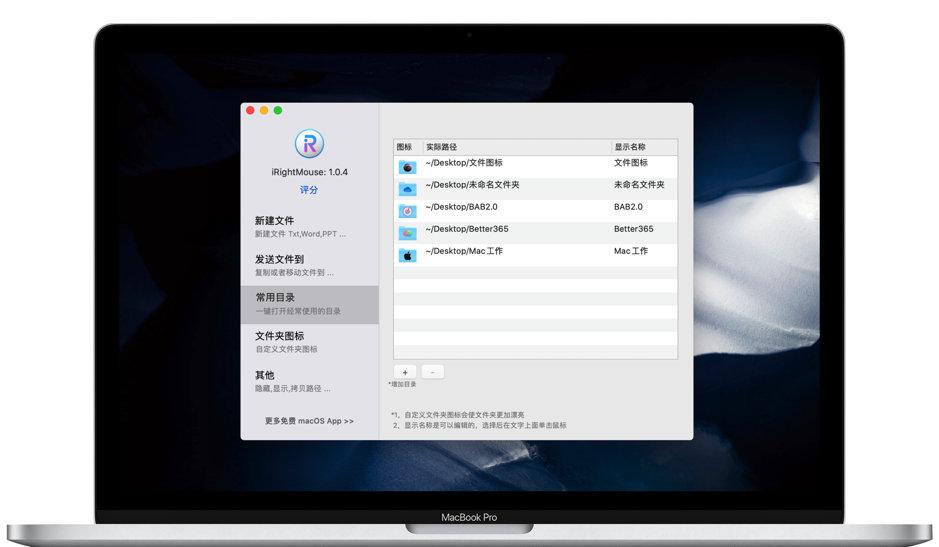 iR
iRightMouse: 1.0.4
评分
新建文件
新建文件 Txt,Word,PPT ...
发送文件到
复制或者移动文件到 ...
常用目录
一键打开经常使用的目录
文件夹图标
自定义文件夹图标
其他
隐藏,显示,拷贝路径 ...
更多免费 macOS App >>
图标 实际路径 显示名称
~/Desktop/文件图标 文件图标
~/Desktop/未命名文件夹 未命名文件夹
~/Desktop/BAB2.0 BAB2.0
~/Desktop/Better365 Better365
~/Desktop/Mac工作 Mac工作
+ -
*增加目录
*1，自定义文件夹图标会使文件夹更加漂亮
2，显示名称是可以编辑的，选择后在文字上面单击鼠标
MacBook Pro